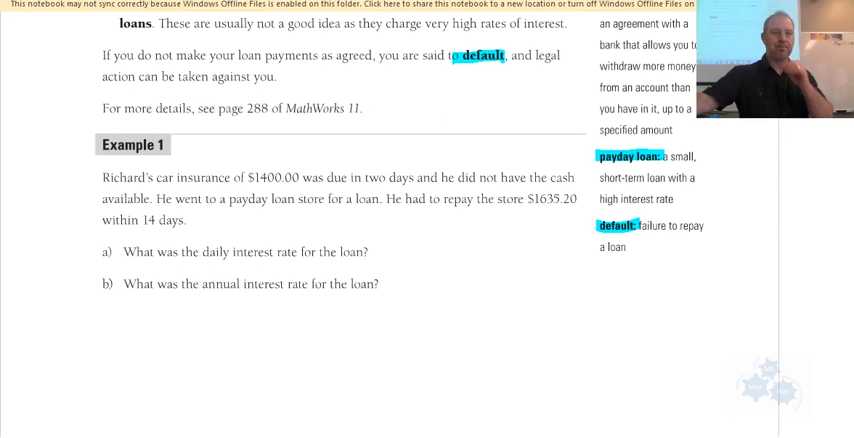 This notebook may not sync correctly because Windows Offline Files is enabled on this folder. Click here to share this notebook to a new location or turn off Windows Offline Files on
loans. These are usually not a good idea as they charge very high rates of interest.
If you do not make your loan payments as agreed, you are said to default, and legal
action can be taken against you.
For more details, see page 288 of MathWorks 11.
Example 1
Richard's car insurance of $1400.00 was due in two days and he did not have the cash
available. He went to a payday loan store for a loan. He had to repay the store $1635.20
within 14 days.
a) What was the daily interest rate for the loan?
b) What was the annual interest rate for the loan?
an agreement with a
bank that allows you to
withdraw more money
from an account than
you have in it, up to a
specified amount
payday loan: a small,
short-term loan with a
high interest rate
default: failure to repay
a loan